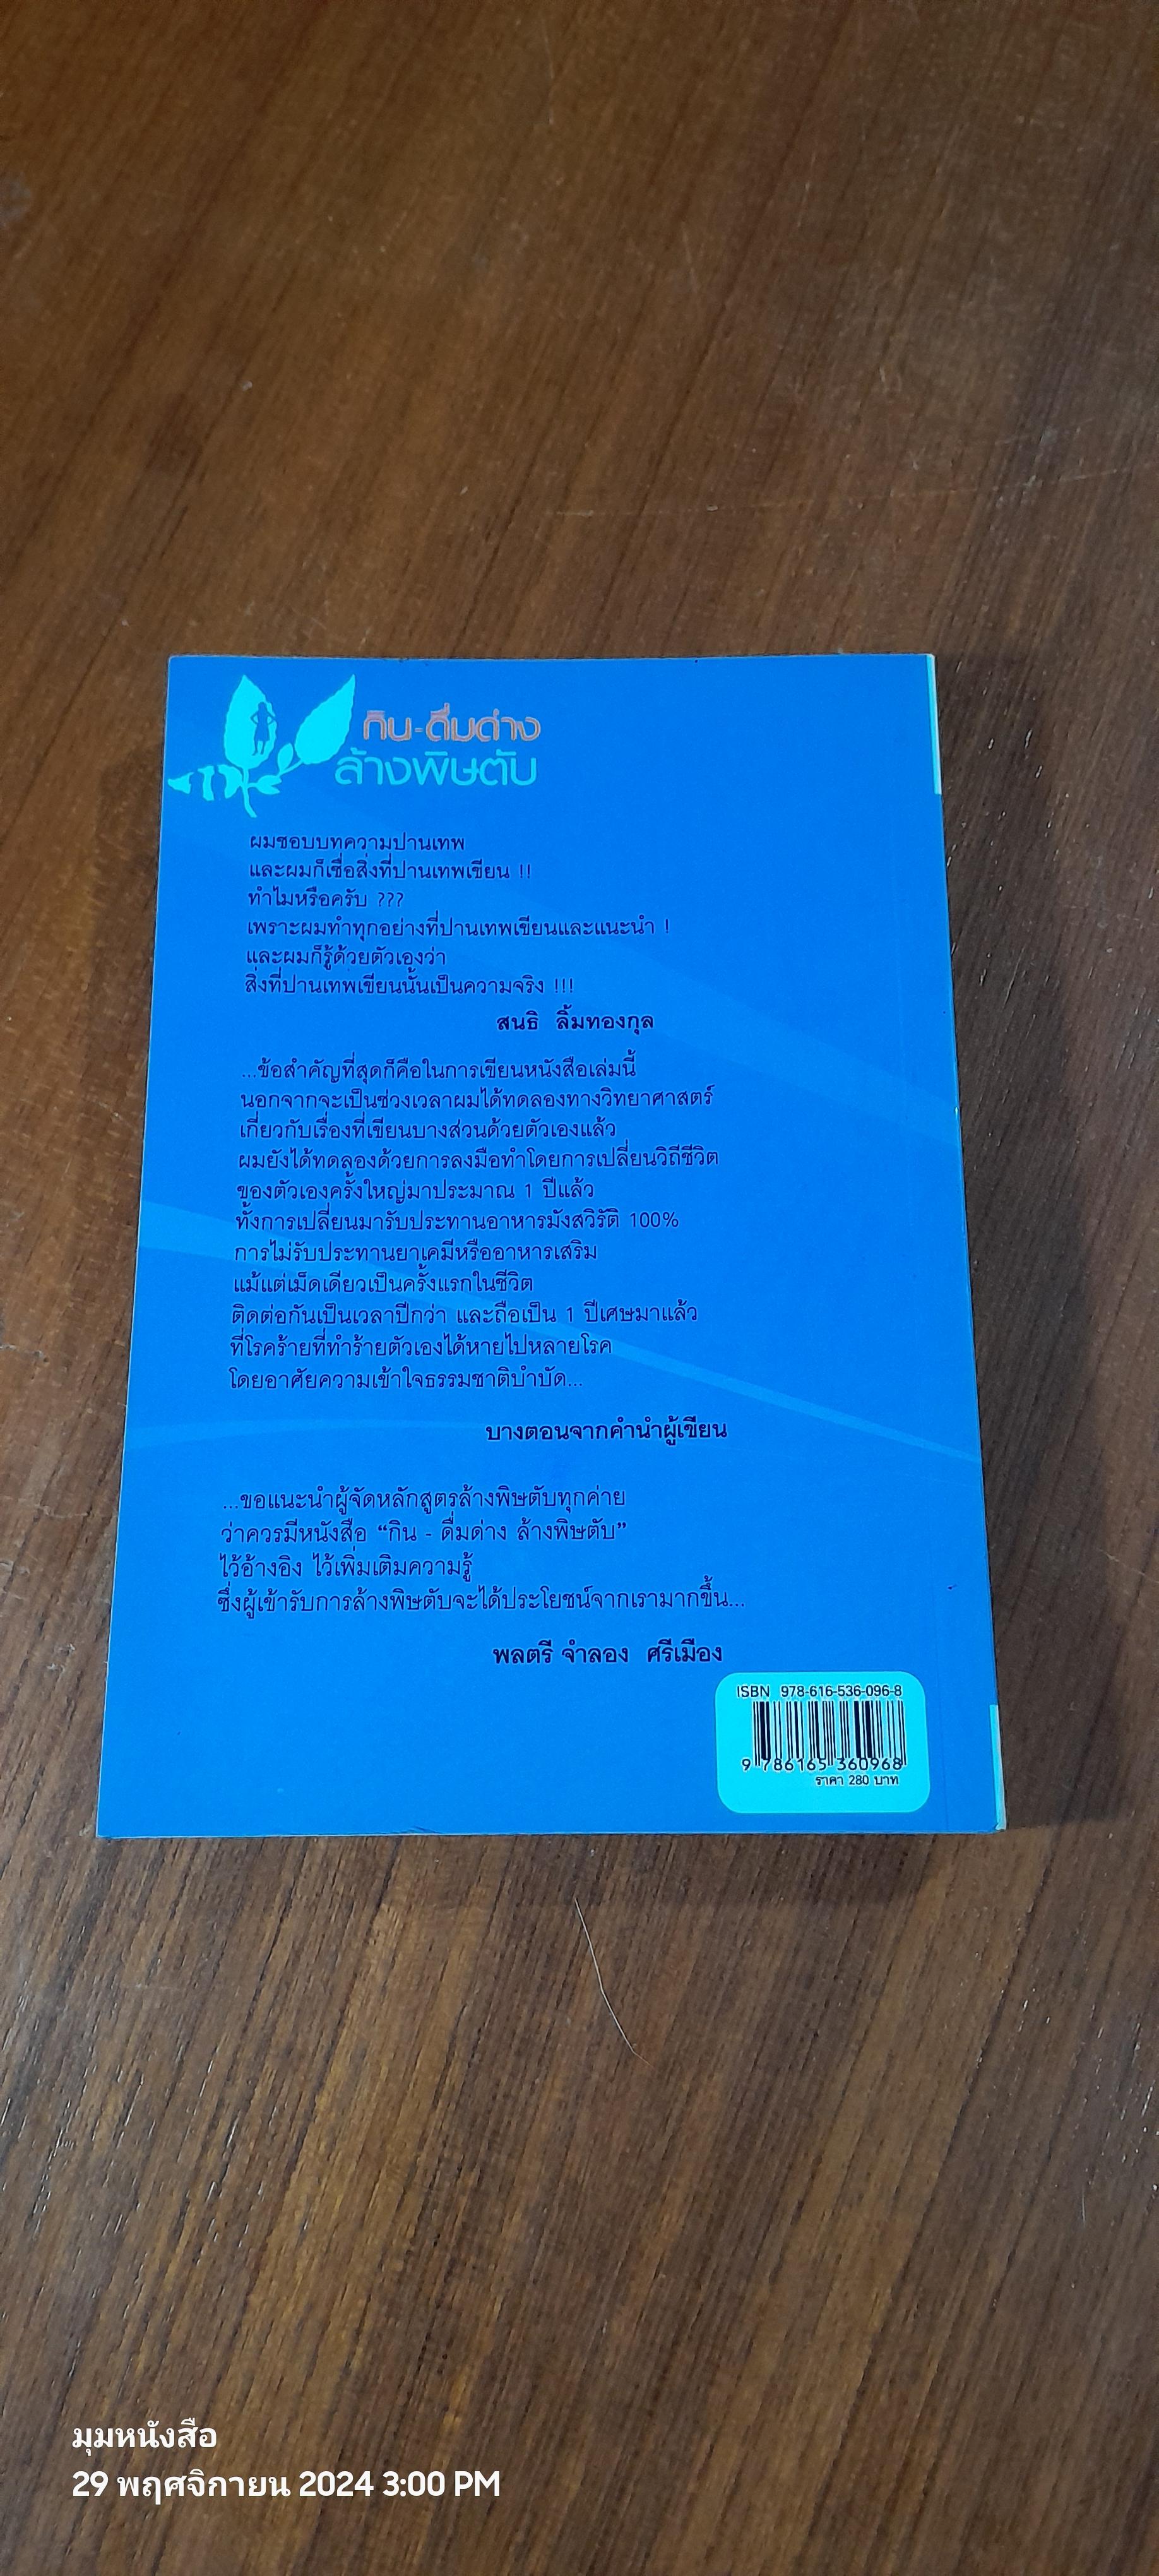 กิน-ดื่มด่าง
ล้างพิษตับ
ผมชอบบทความปานเทพ
และผมก็เชื่อสิ่งที่ปานเทพเขียน !!
ทำไมหรือครับ ???
เพราะผมทำทุกอย่างที่ปานเทพเขียนและแนะนำ !
และผมก็รู้ด้วยตัวเองว่า
สิ่งที่ปานเทพเขียนนั้นเป็นความจริง !!!
สนธิ ลิ้มทองกุล
...ข้อสำคัญที่สุดก็คือในการเขียนหนังสือเล่มนี้
นอกจากจะเป็นช่วงเวลาผมได้ทดลองทางวิทยาศาสตร์
เกี่ยวกับเรื่องที่เขียนบางส่วนด้วยตัวเองแล้ว
ผมยังได้ทดลองด้วยการลงมือทำโดยการเปลี่ยนวิถีชีวิต
ของตัวเองครั้งใหญ่มาประมาณ 1 ปีแล้ว
ทั้งการเปลี่ยนมารับประทานอาหารมังสวิรัติ 100%
การไม่รับประทานยาเคมีหรืออาหารเสริม
แม้แต่เม็ดเดียวเป็นครั้งแรกในชีวิต
ติดต่อกันเป็นเวลาปีกว่า และถือเป็น 1 ปีเศษมาแล้ว
ที่โรคร้ายที่ทำร้ายตัวเองได้หายไปหลายโรค
โดยอาศัยความเข้าใจธรรมชาติบำบัด...
บางตอนจากคำนำผู้เขียน
...ขอแนะนำผู้จัดหลักสูตรล้างพิษตับทุกค่าย
ว่าควรมีหนังสือ “กิน - ดื่มด่าง ล้างพิษตับ”
ไว้อ้างอิง ไว้เพิ่มเติมความรู้
ซึ่งผู้เข้ารับการล้างพิษตับจะได้ประโยชน์จากเรามากขึ้น...
พลตรี จำลอง ศรีเมือง
ISBN 978-616-536-096-8
9 786165 360968
ราคา 280 บาท
มุมหนังสือ
29 พฤศจิกายน 2024 3:00 PM